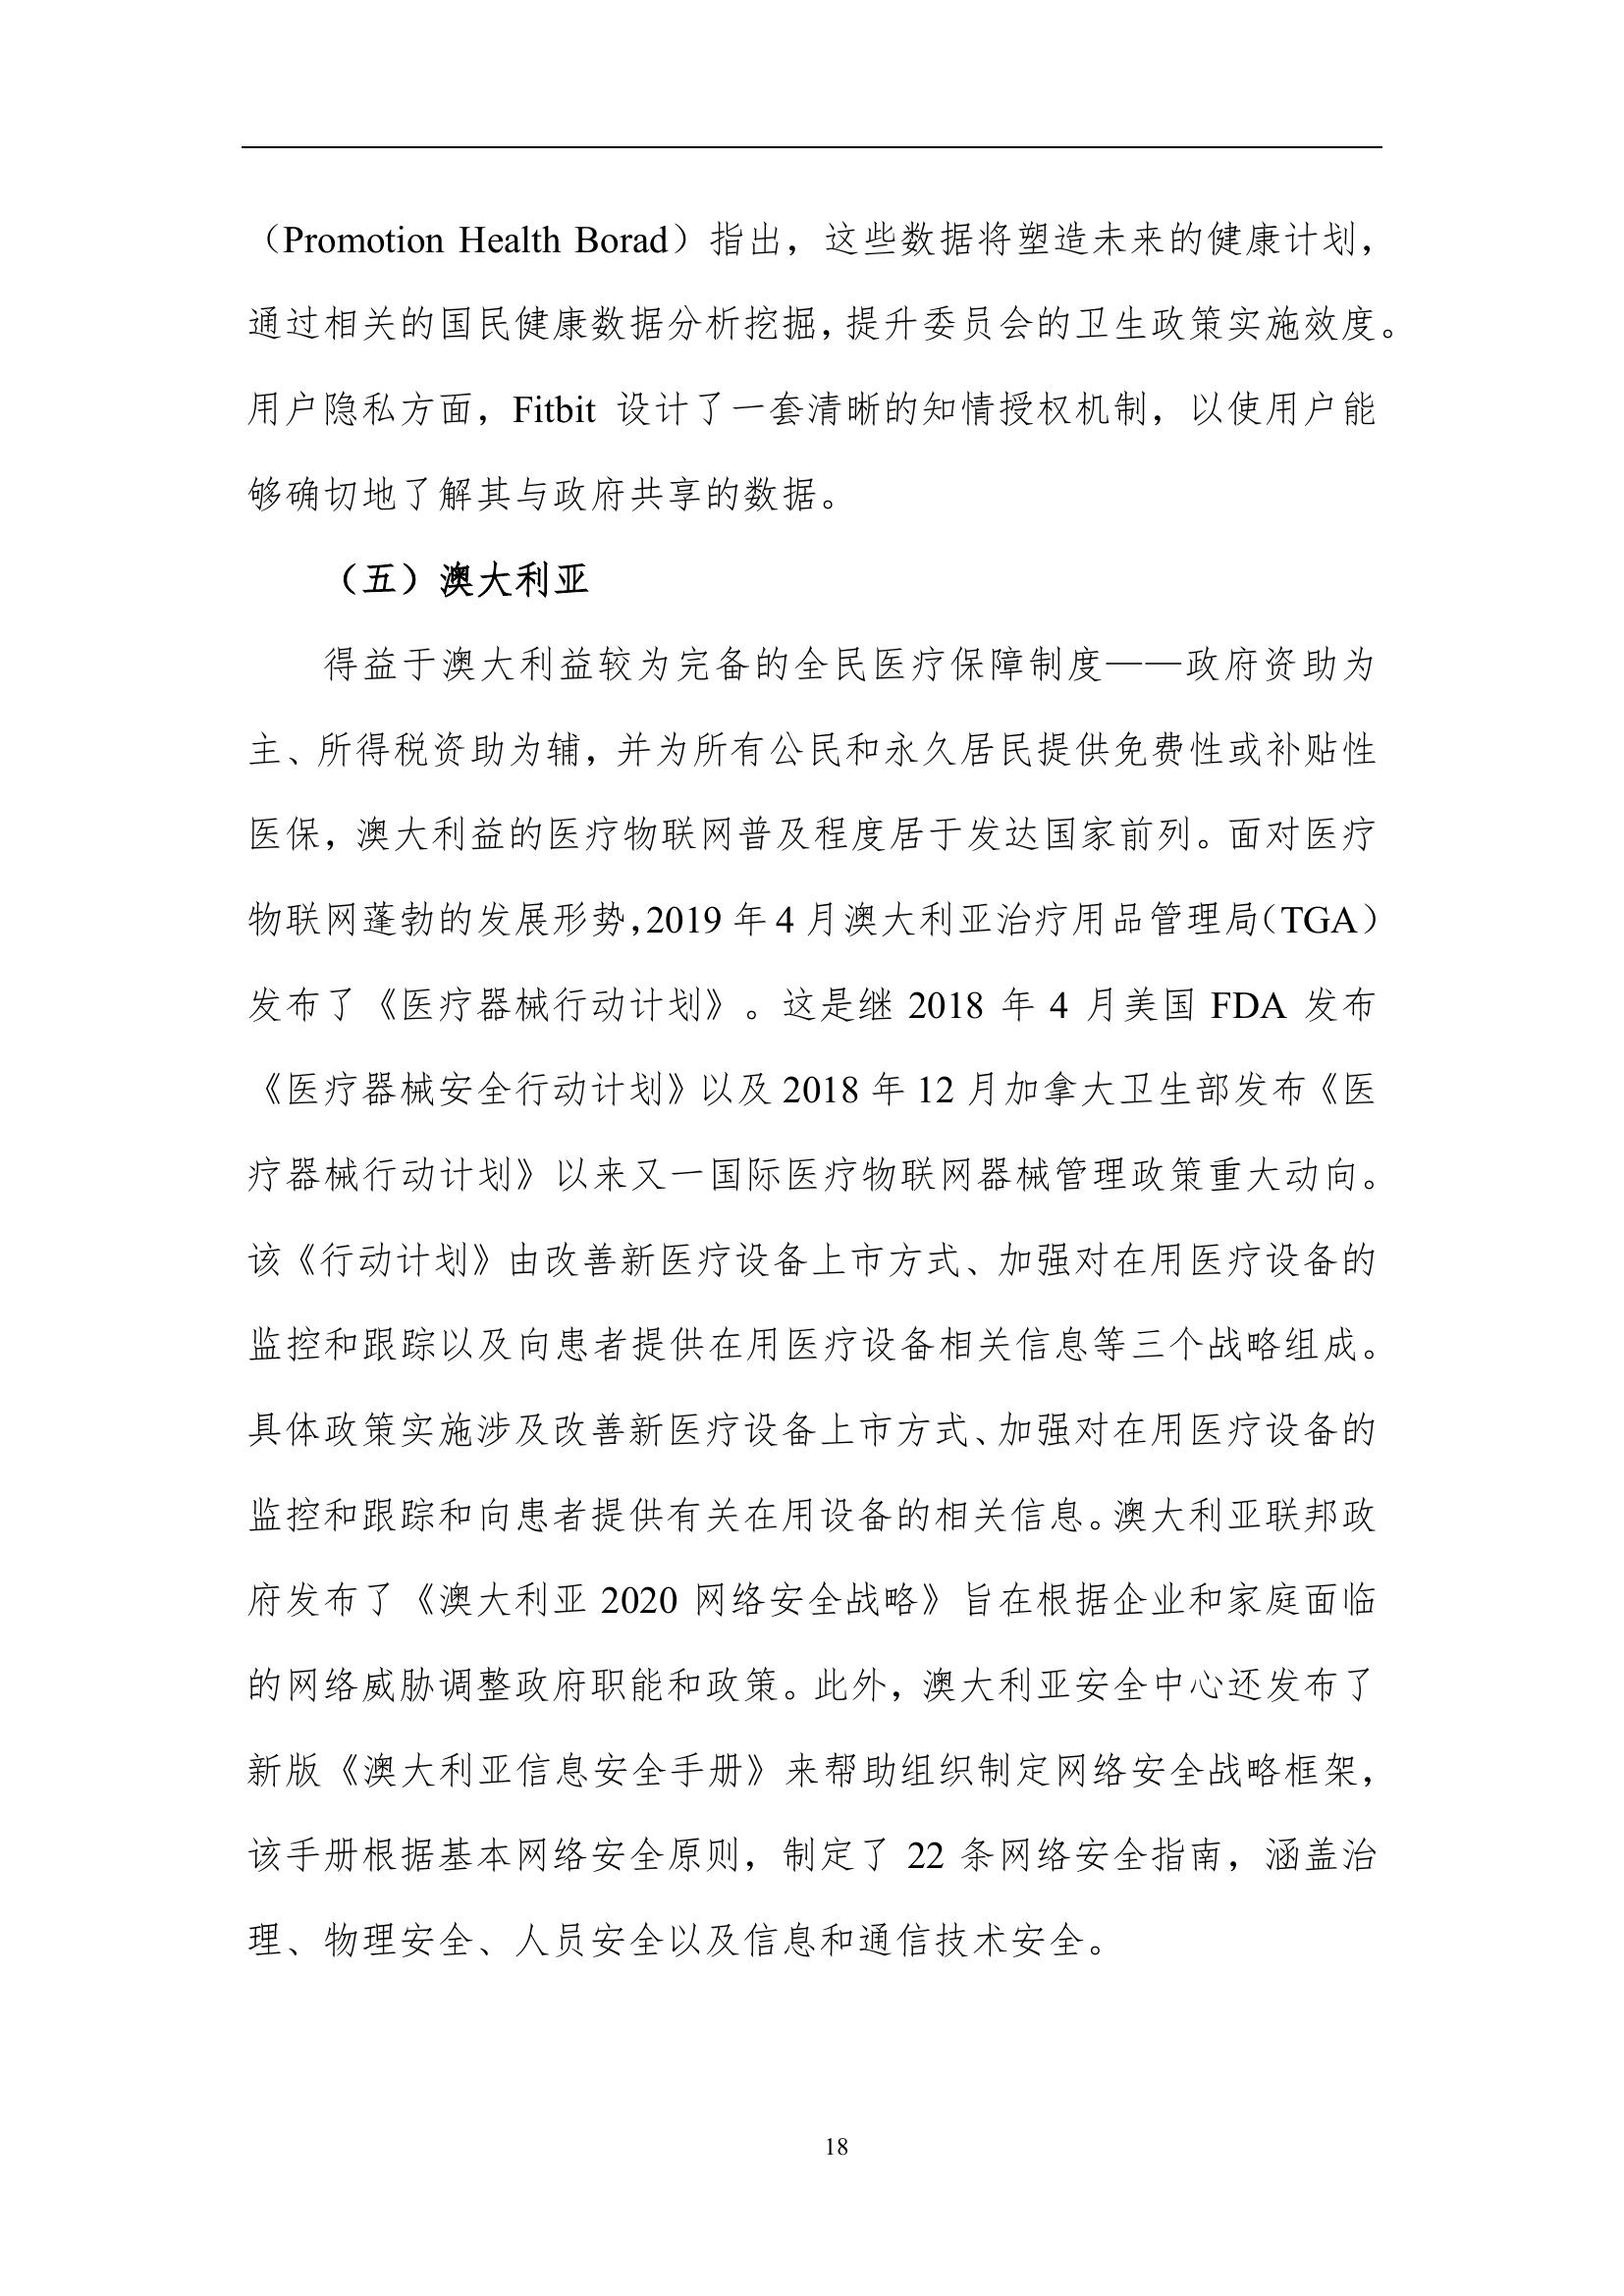 （Promotion Health Borad）指出，这些数据将塑造未来的健康计划，
通过相关的国民健康数据分析挖掘，提升委员会的卫生政策实施效度。
用户隐私方面，Fitbit 设计了一套清晰的知情授权机制，以使用户能
够确切地了解其与政府共享的数据。
（五）澳大利亚
得益于澳大利益较为完备的全民医疗保障制度——政府资助为
主、所得税资助为辅，并为所有公民和永久居民提供免费性或补贴性
医保，澳大利益的医疗物联网普及程度居于发达国家前列。面对医疗
物联网蓬勃的发展形势，2019 年 4 月澳大利亚治疗用品管理局（TGA）
发布了《医疗器械行动计划》。这是继 2018 年 4 月美国 FDA 发布
《医疗器械安全行动计划》以及 2018 年 12 月加拿大卫生部发布《医
疗器械行动计划》以来又一国际医疗物联网器械管理政策重大动向。
该《行动计划》由改善新医疗设备上市方式、加强对在用医疗设备的
监控和跟踪以及向患者提供在用医疗设备相关信息等三个战略组成。
具体政策实施涉及改善新医疗设备上市方式、加强对在用医疗设备的
监控和跟踪和向患者提供有关在用设备的相关信息。澳大利亚联邦政
府发布了《澳大利亚 2020 网络安全战略》旨在根据企业和家庭面临
的网络威胁调整政府职能和政策。此外，澳大利亚安全中心还发布了
新版《澳大利亚信息安全手册》来帮助组织制定网络安全战略框架，
该手册根据基本网络安全原则，制定了 22 条网络安全指南，涵盖治
理、物理安全、人员安全以及信息和通信技术安全。
18